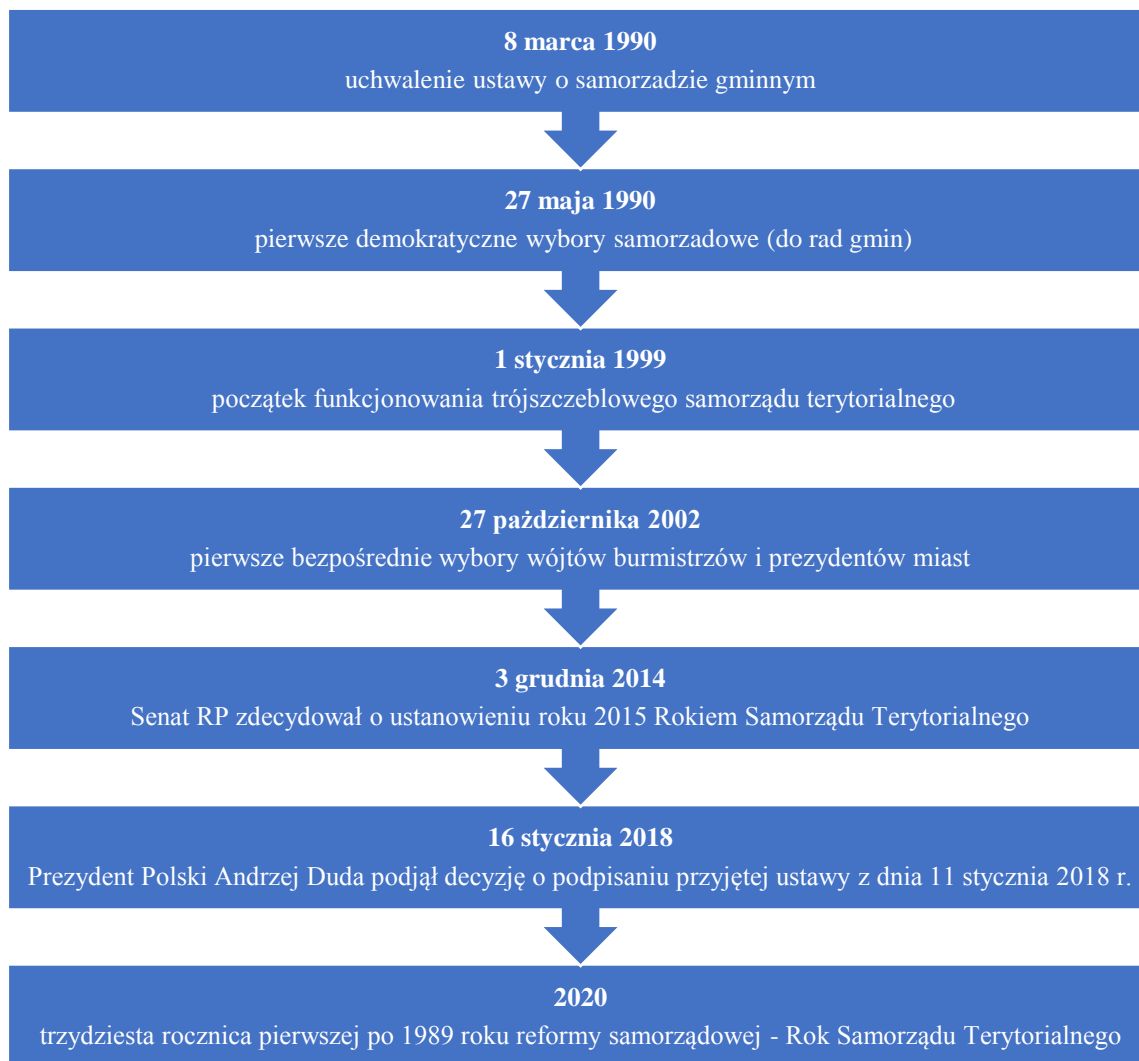 8 marca 1990
uchwalenie ustawy o samorzadzie gminnym
27 maja 1990
pierwsze demokratyczne wybory samorzadowe (do rad gmin)
1 stycznia 1999
początek funkcjonowania trójszczeblowego samorządu terytorialnego
27 października 2002
pierwsze bezpośrednie wybory wójtów burmistrzów i prezydentów miast
3 grudnia 2014
Senat RP zdecydował o ustanowieniu roku 2015 Rokiem Samorządu Terytorialnego
16 stycznia 2018
Prezydent Polski Andrzej Duda podjął decyzję o podpisaniu przyjętej ustawy z dnia 11 stycznia 2018 r.
2020
trzydziesta rocznica pierwszej po 1989 roku reformy samorządowej - Rok Samorządu Terytorialnego